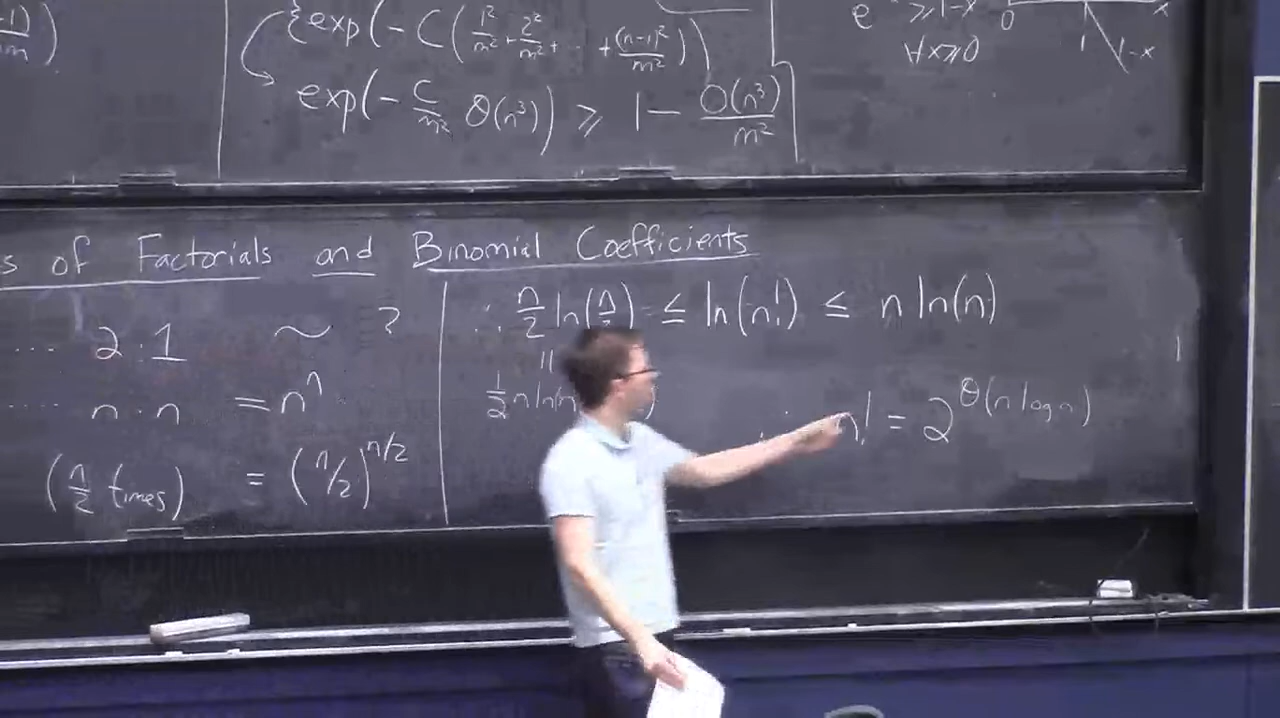 {exp(-C(1²/m² + 2²/m² + ... + (n-1)²/m²))
≥ 1-x
∀x≥0
0
1
1-x
x
exp(-C/m² Θ(n³)) ≥ 1 - O(n³)/m²
s of Factorials and Binomial Coefficients
... 2·1 ~ ?
.... n·n = nⁿ
(n/2 times) = (n/2)^{n/2}
∴ n/2 ln(n/2) ≤ ln(n!) ≤ n ln(n)
"
1/2 n ln
n! = 2^{Θ(n log n)}